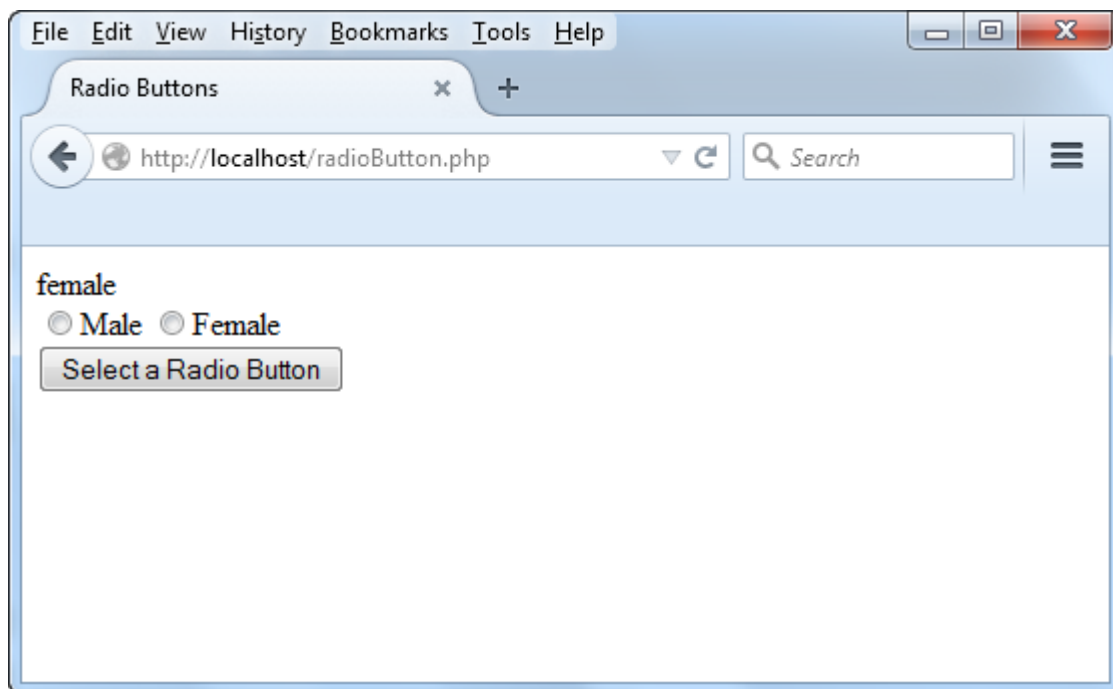 File Edit View History Bookmarks Tools Help
Radio Buttons
http://localhost/radioButton.php Search
female
Male Female
Select a Radio Button